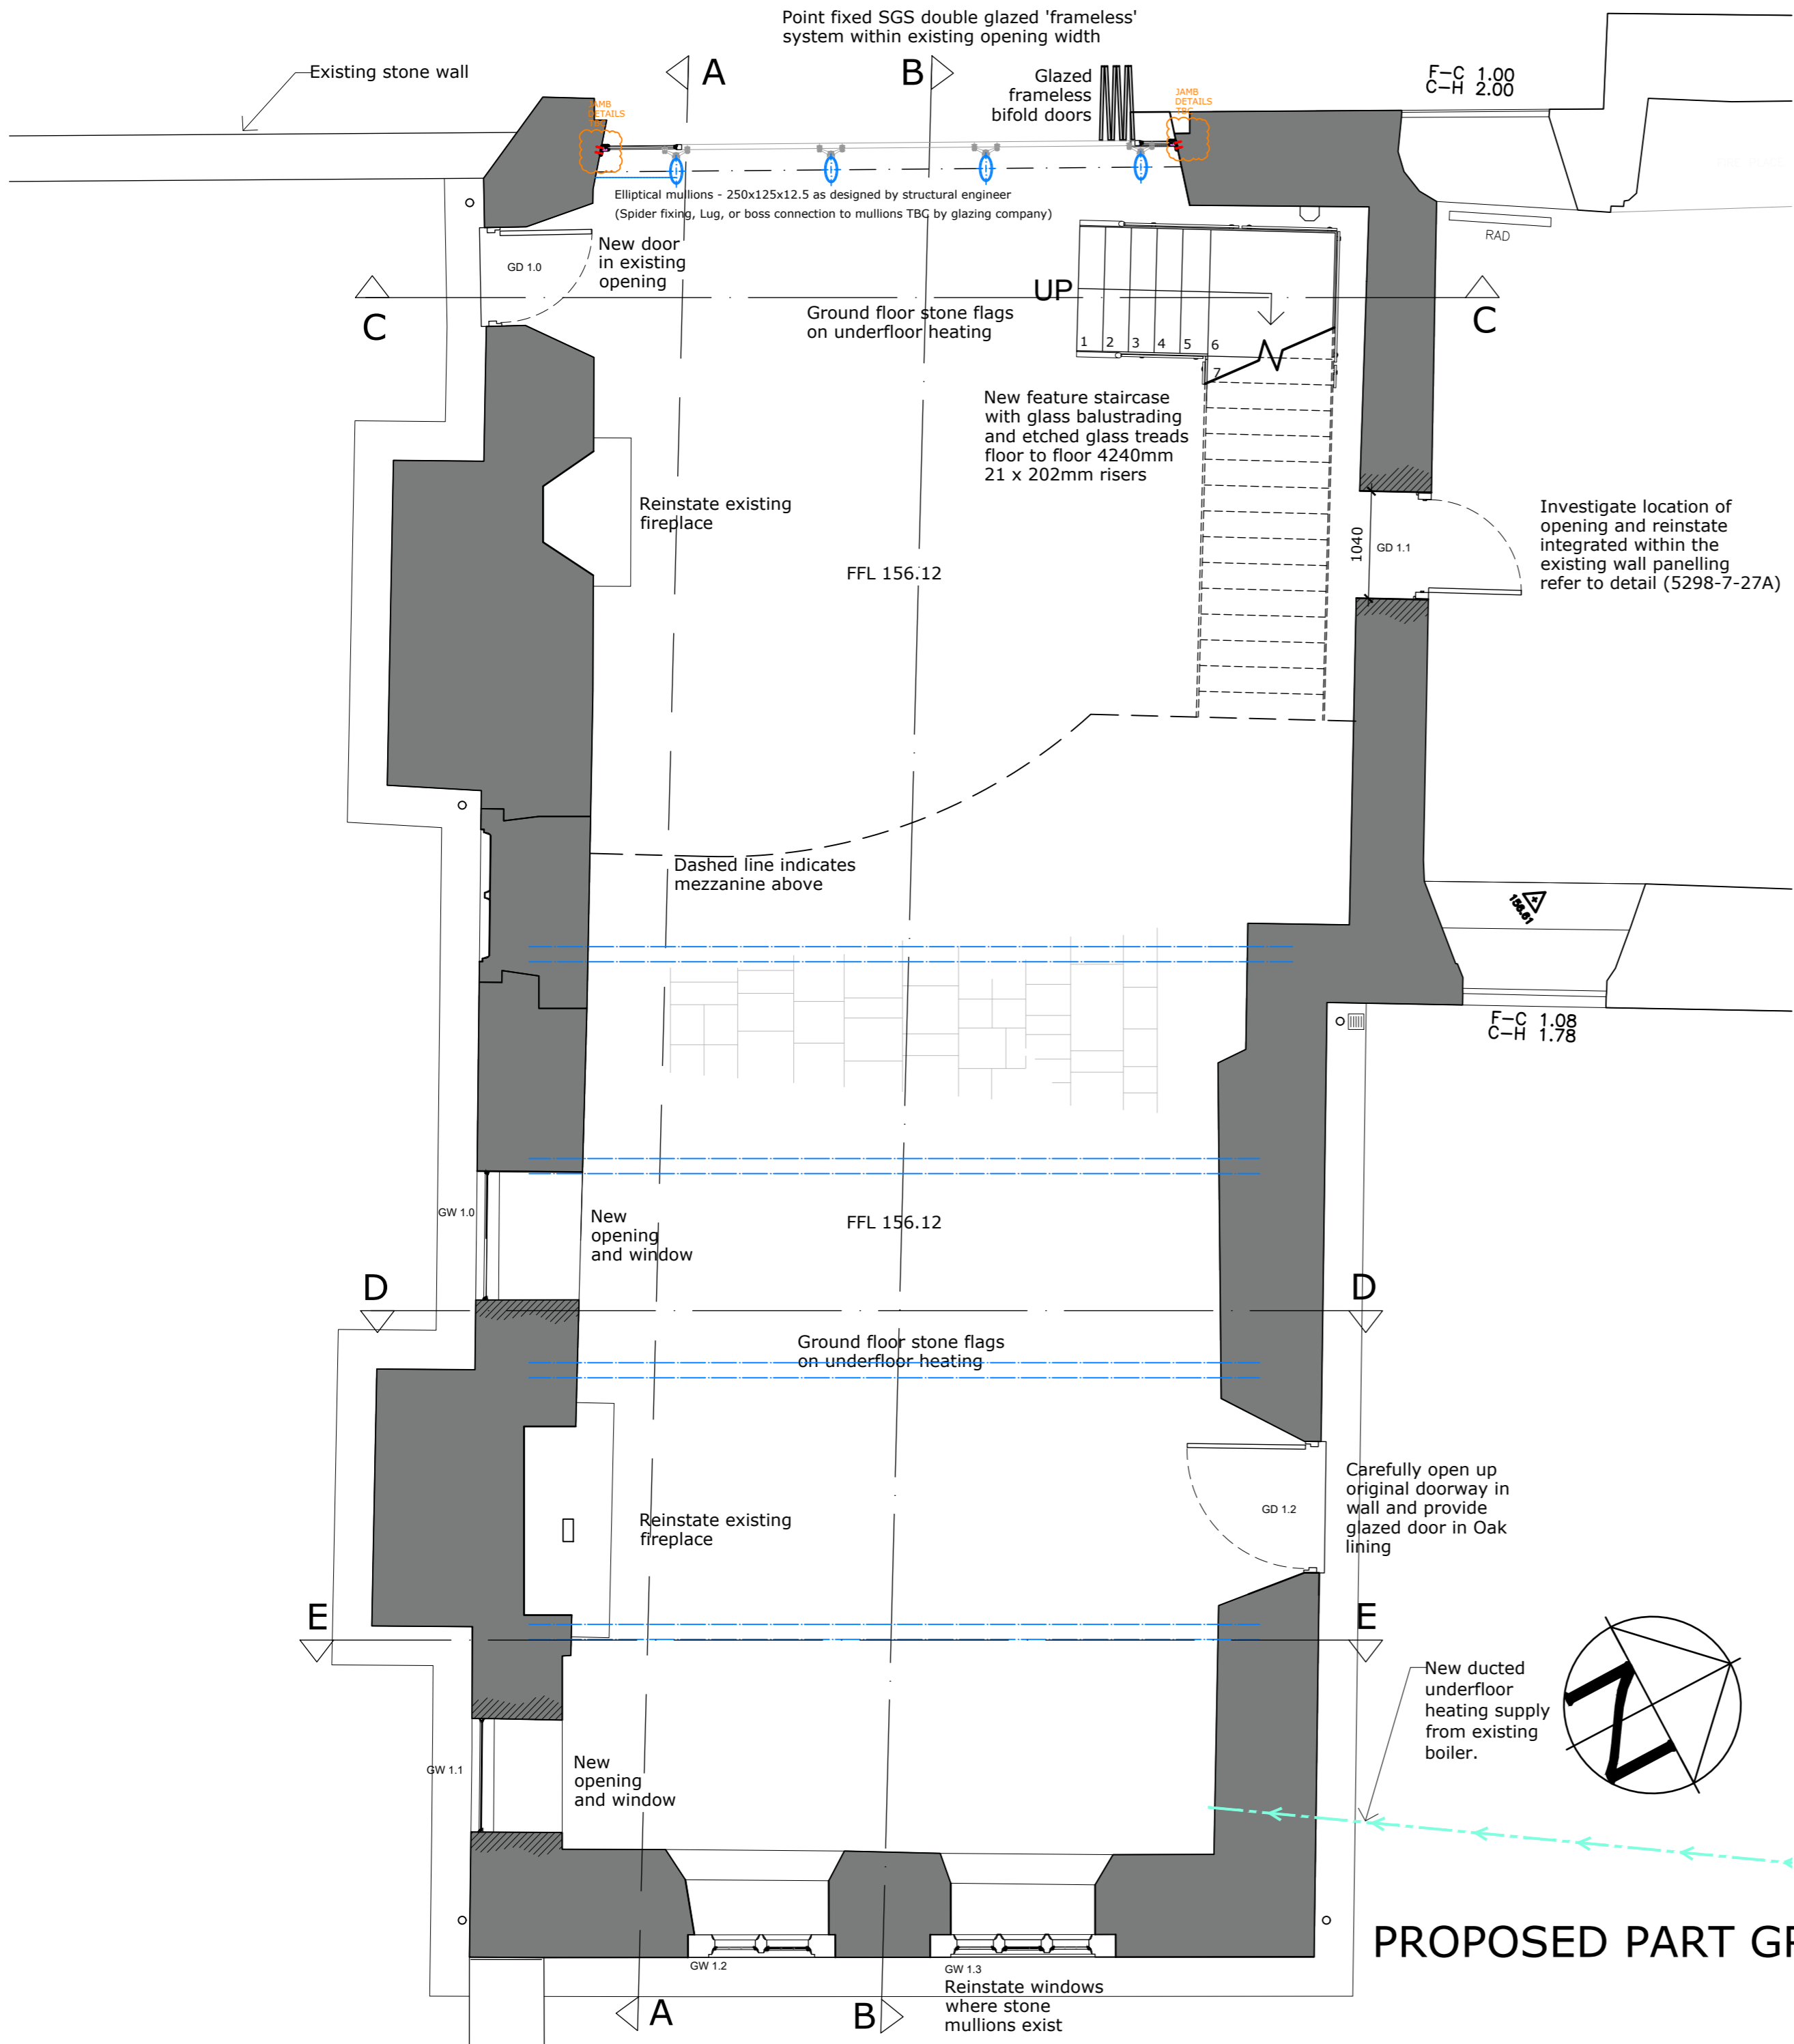 Point fixed SGS double glazed 'frameless'
system within existing opening width
Existing stone wall
A
B
Glazed
frameless
bifold doors
F-C 1.00
C-H 2.00
JAMB
DETAILS
TBC
JAMB
DETAILS
TBC
Elliptical mullions - 250x125x12.5 as designed by structural engineer
(Spider fixing, Lug, or boss connection to mullions TBC by glazing company)
RAD
New door
in existing
opening
GD 1.0
UP
C
C
Ground floor stone flags
on underfloor heating
1 2 3 4 5 6
7
New feature staircase
with glass balustrading
and etched glass treads
floor to floor 4240mm
21 x 202mm risers
Reinstate existing
fireplace
Investigate location of
opening and reinstate
integrated within the
existing wall panelling
refer to detail (5298-7-27A)
1040
GD 1.1
FFL 156.12
Dashed line indicates
mezzanine above
156.61
F-C 1.08
C-H 1.78
GW 1.0
New
opening
and window
FFL 156.12
D
D
Ground floor stone flags
on underfloor heating
Carefully open up
original doorway in
wall and provide
glazed door in Oak
lining
GD 1.2
Reinstate existing
fireplace
E
E
New ducted
underfloor
heating supply
from existing
boiler.
N
GW 1.1
New
opening
and window
PROPOSED PART GR
GW 1.2
GW 1.3
Reinstate windows
where stone
mullions exist
A
B